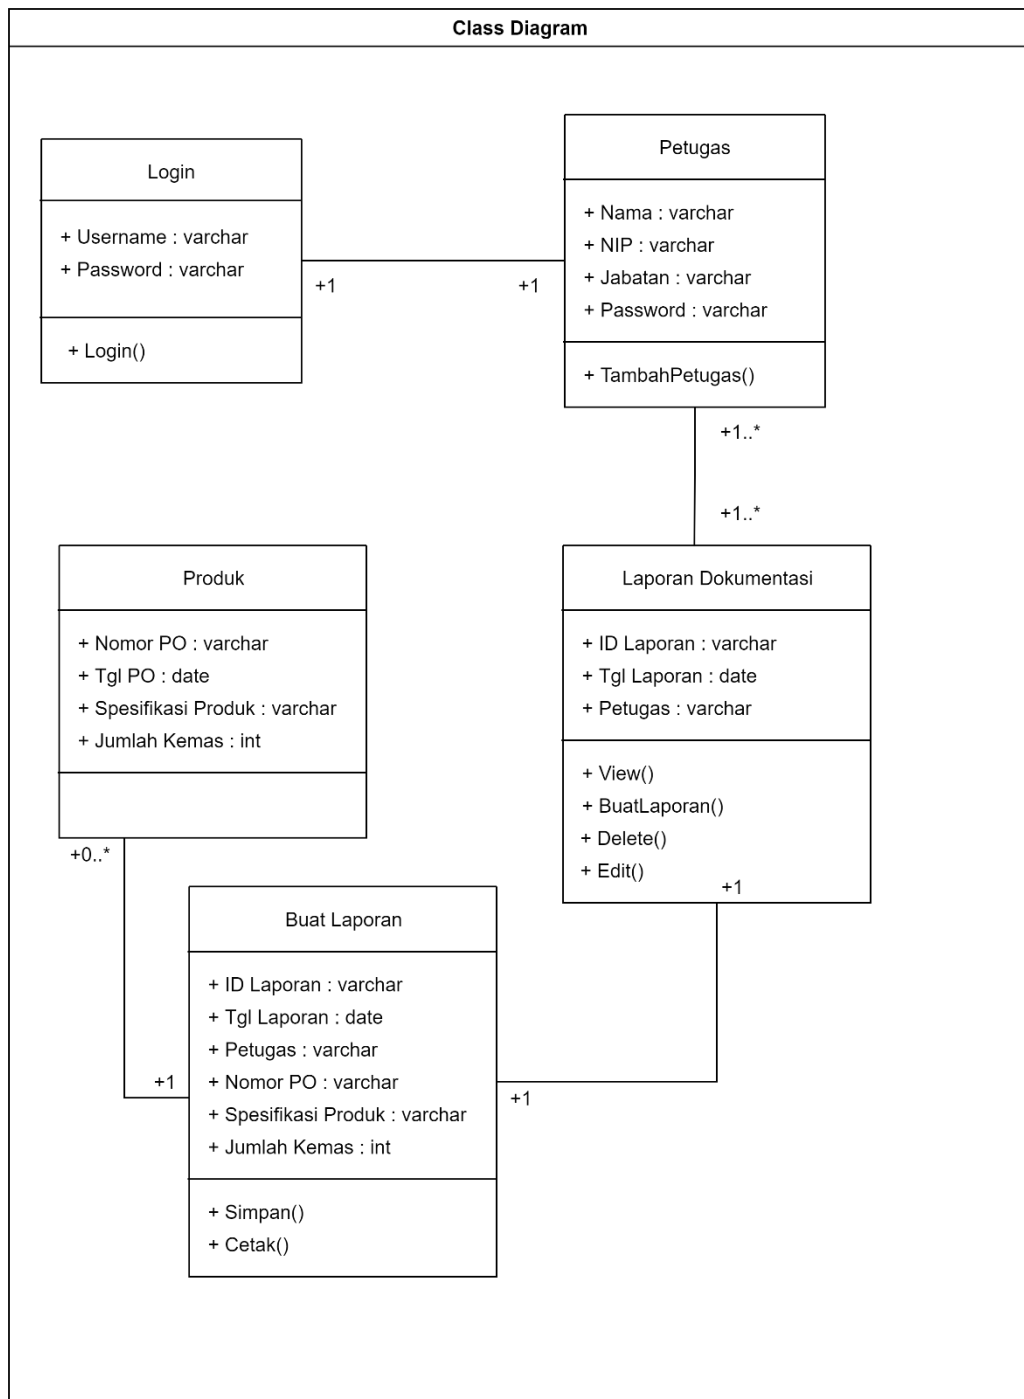 Class Diagram
Login
+ Username : varchar
+ Password : varchar
+ Login()
+1
+1
Petugas
+ Nama : varchar
+ NIP : varchar
+ Jabatan : varchar
+ Password : varchar
+ TambahPetugas()
+1..*
+1..*
Produk
+ Nomor PO : varchar
+ Tgl PO : date
+ Spesifikasi Produk : varchar
+ Jumlah Kemas : int
+0..*
Laporan Dokumentasi
+ ID Laporan : varchar
+ Tgl Laporan : date
+ Petugas : varchar
+ View()
+ BuatLaporan()
+ Delete()
+ Edit()
+1
Buat Laporan
+ ID Laporan : varchar
+ Tgl Laporan : date
+ Petugas : varchar
+ Nomor PO : varchar
+ Spesifikasi Produk : varchar
+ Jumlah Kemas : int
+ Simpan()
+ Cetak()
+1
+1